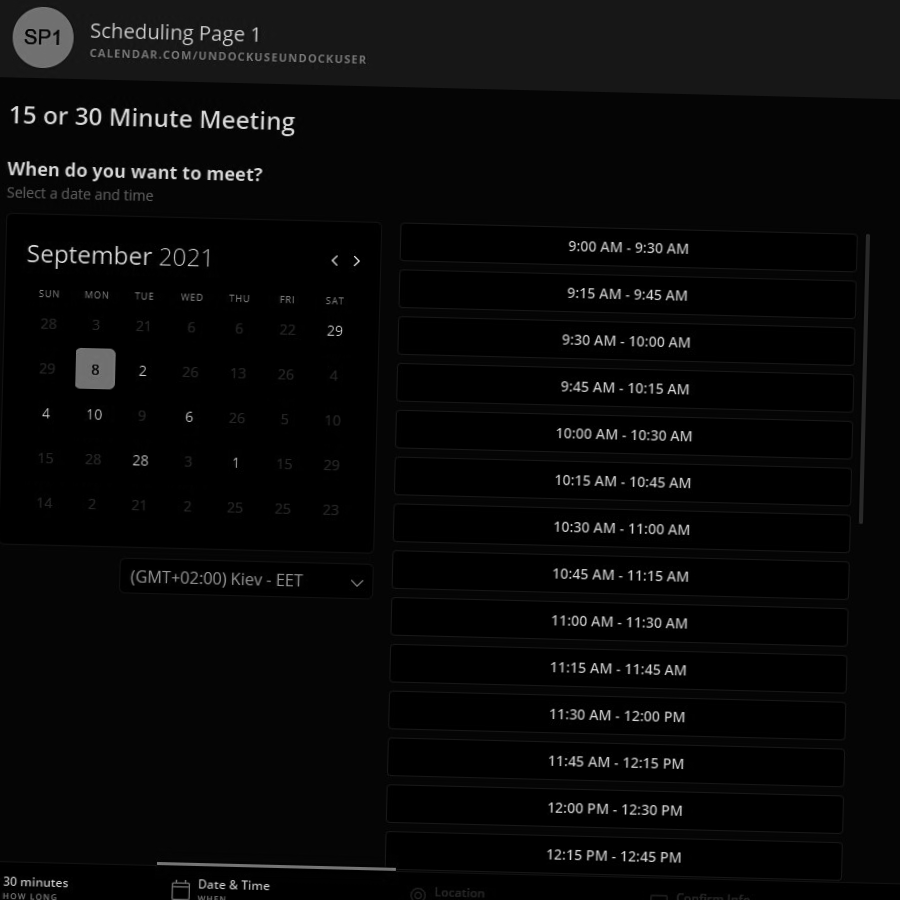 SP1
Scheduling Page 1
CALENDAR.COM/UNDOCKUSEUNDOCKUSER
15 or 30 Minute Meeting
When do you want to meet?
Select a date and time
September 2021
SUN MON TUE WED THU FRI SAT
28 3 21 6 6 22 29
29 8 2 26 13 26 4
4 10 9 6 26 5 10
15 28 28 3 1 15 29
14 2 21 2 25 25 23
(GMT+02:00) Kiev - EET
9:00 AM - 9:30 AM
9:15 AM - 9:45 AM
9:30 AM - 10:00 AM
9:45 AM - 10:15 AM
10:00 AM - 10:30 AM
10:15 AM - 10:45 AM
10:30 AM - 11:00 AM
10:45 AM - 11:15 AM
11:00 AM - 11:30 AM
11:15 AM - 11:45 AM
11:30 AM - 12:00 PM
11:45 AM - 12:15 PM
12:00 PM - 12:30 PM
12:15 PM - 12:45 PM
30 minutes
HOW LONG
Date & Time
WHEN
Location
Confirm Info